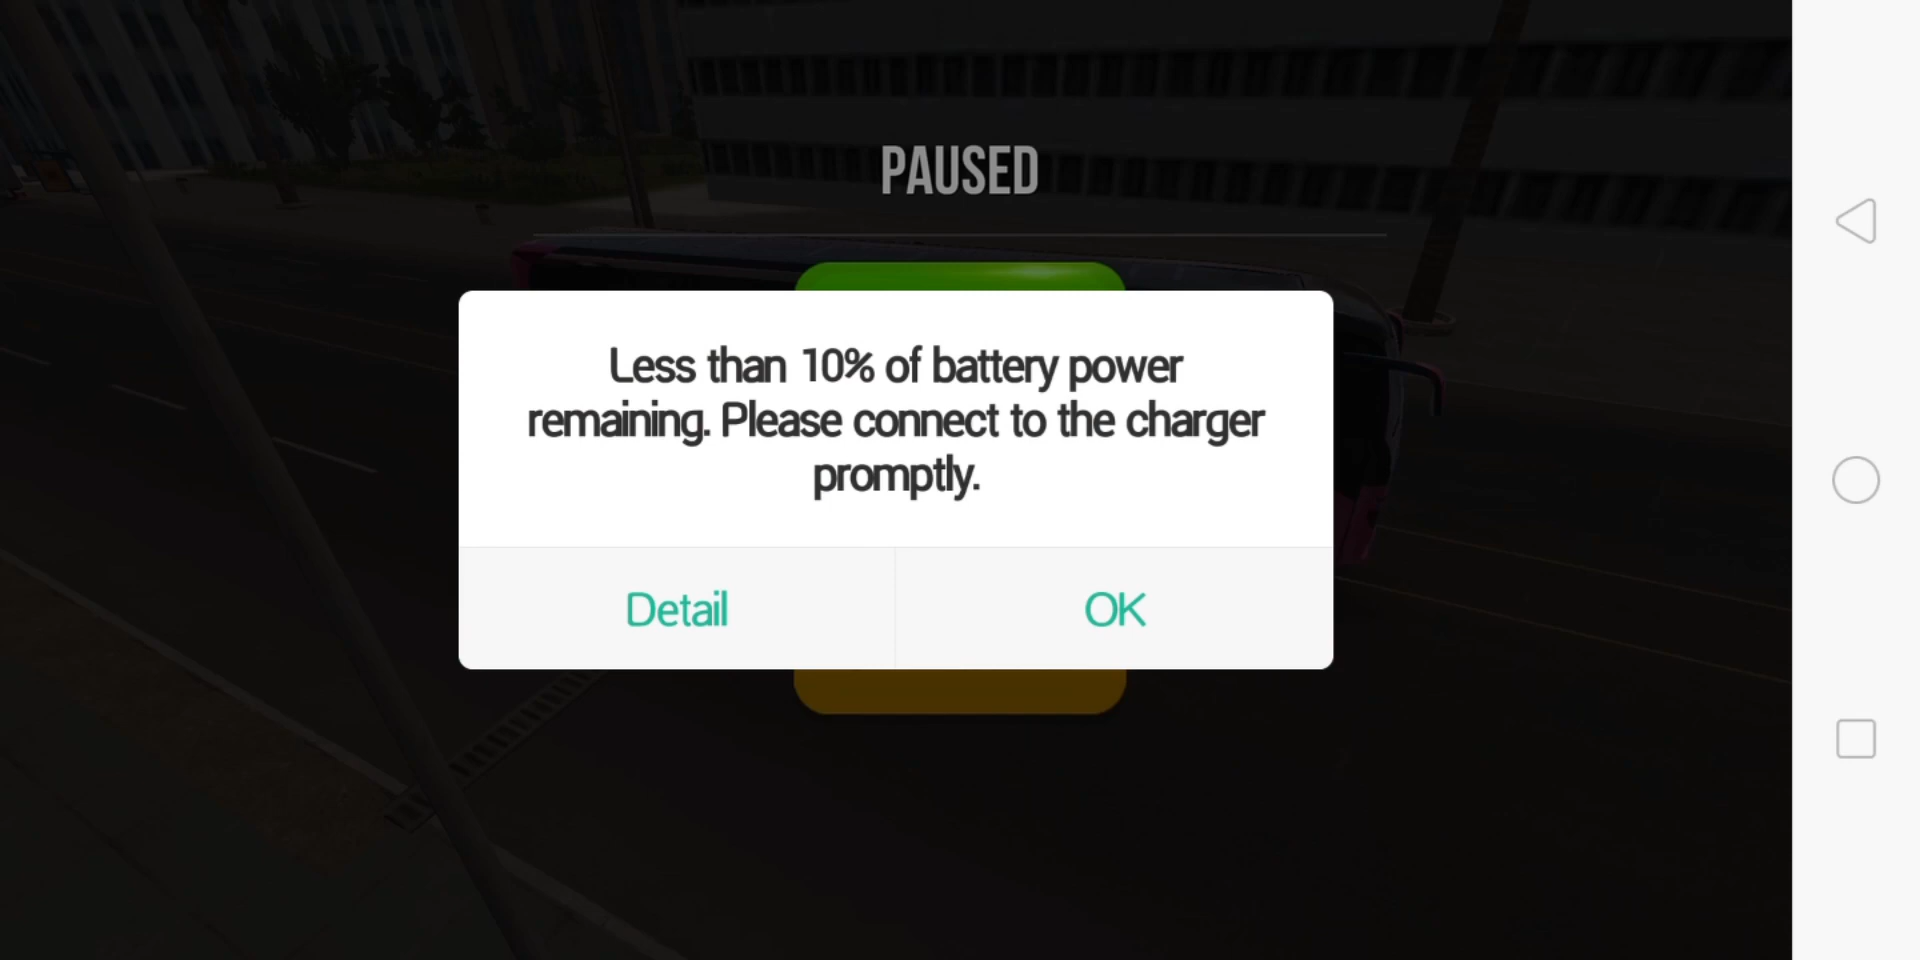 PAUSED
Less than 10% of battery power
remaining. Please connect to the charger
promptly.
Detail
OK